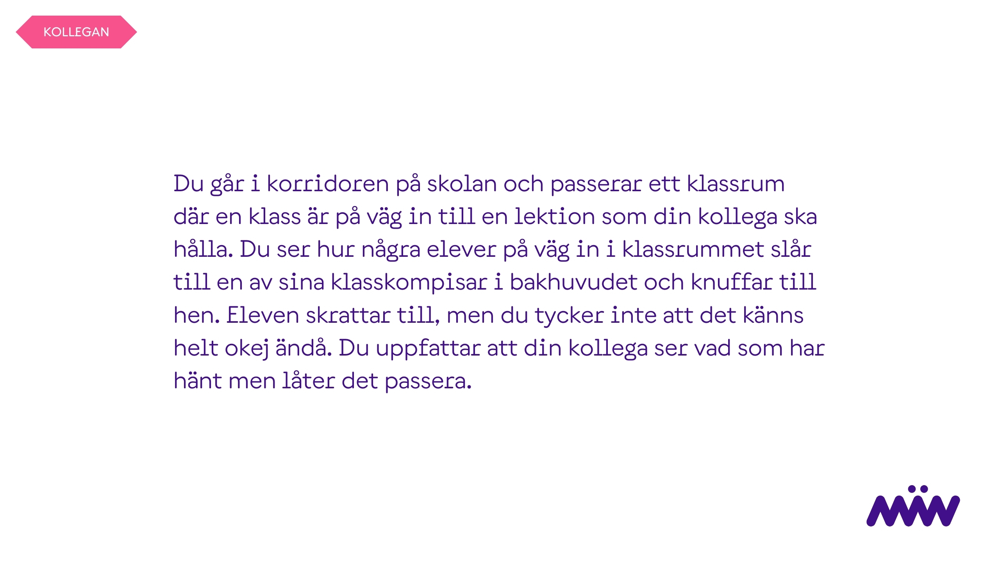 KOLLEGAN
Du går i korridoren på skolan och passerar ett klassrum
där en klass är på väg in till en lektion som din kollega ska
hålla. Du ser hur några elever på väg in i klassrummet slår
till en av sina klasskompisar i bakhuvudet och knuffar till
hen. Eleven skrattar till, men du tycker inte att det känns
helt okej ändå. Du uppfattar att din kollega ser vad som har
hänt men låter det passera.